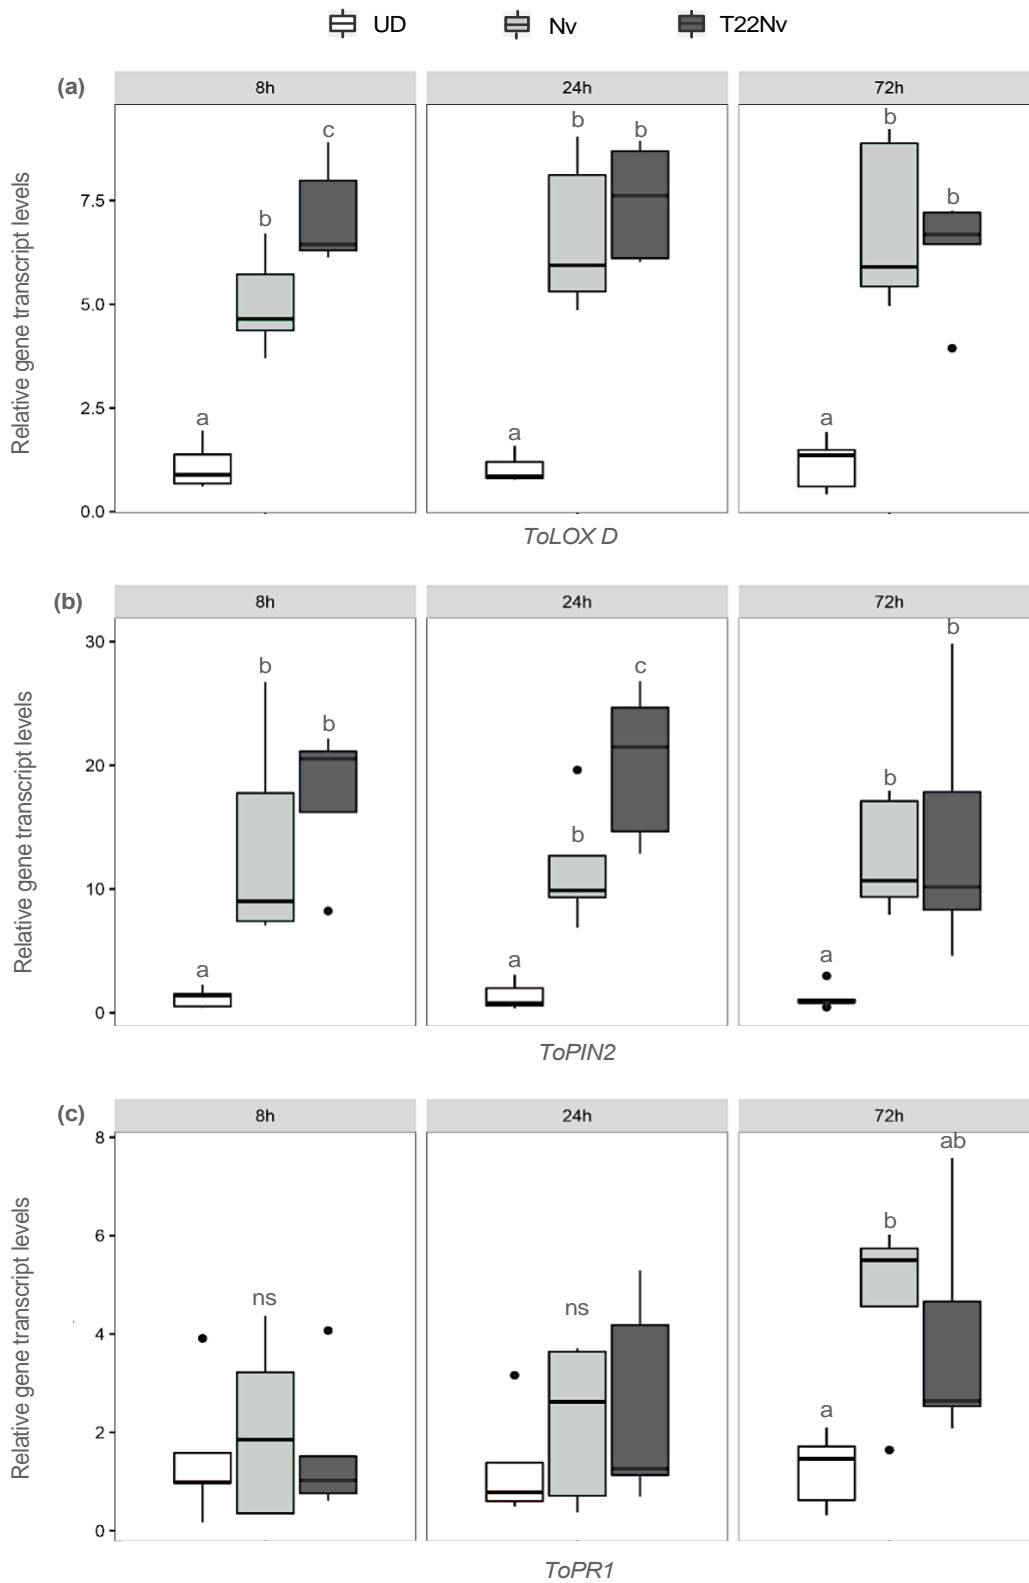 UD Nv T22Nv
(a) 8h 24h 72h
Relative gene transcript levels
7.5
5.0
2.5
0.0
a b c a b b a b b
ToLOX D
(b) 8h 24h 72h
Relative gene transcript levels
30
20
10
0
a b b a b c a b b
ToPIN2
(c) 8h 24h 72h
Relative gene transcript levels
8
6
4
2
0
ns ns a b ab
ToPR1